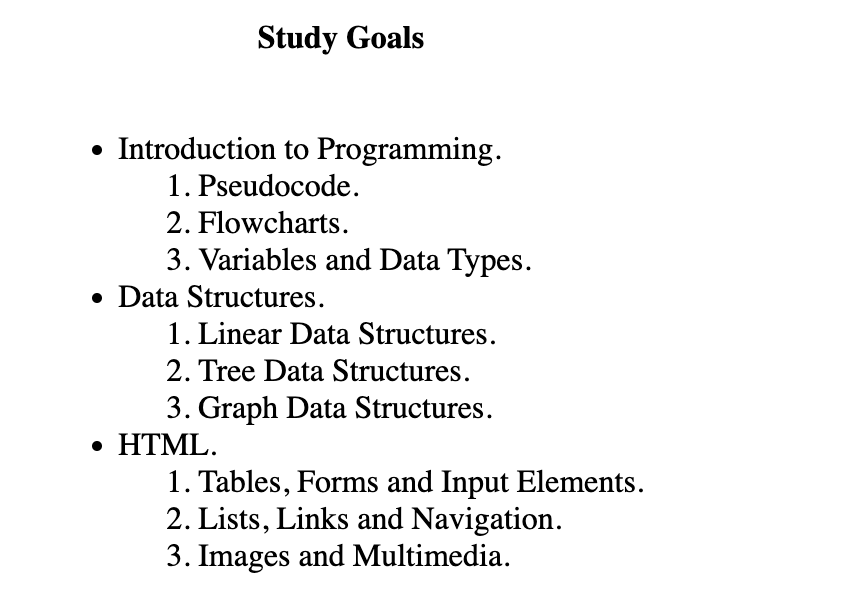 Study Goals
• Introduction to Programming.
1. Pseudocode.
2. Flowcharts.
3. Variables and Data Types.
• Data Structures.
1. Linear Data Structures.
2. Tree Data Structures.
3. Graph Data Structures.
• HTML.
1. Tables, Forms and Input Elements.
2. Lists, Links and Navigation.
3. Images and Multimedia.